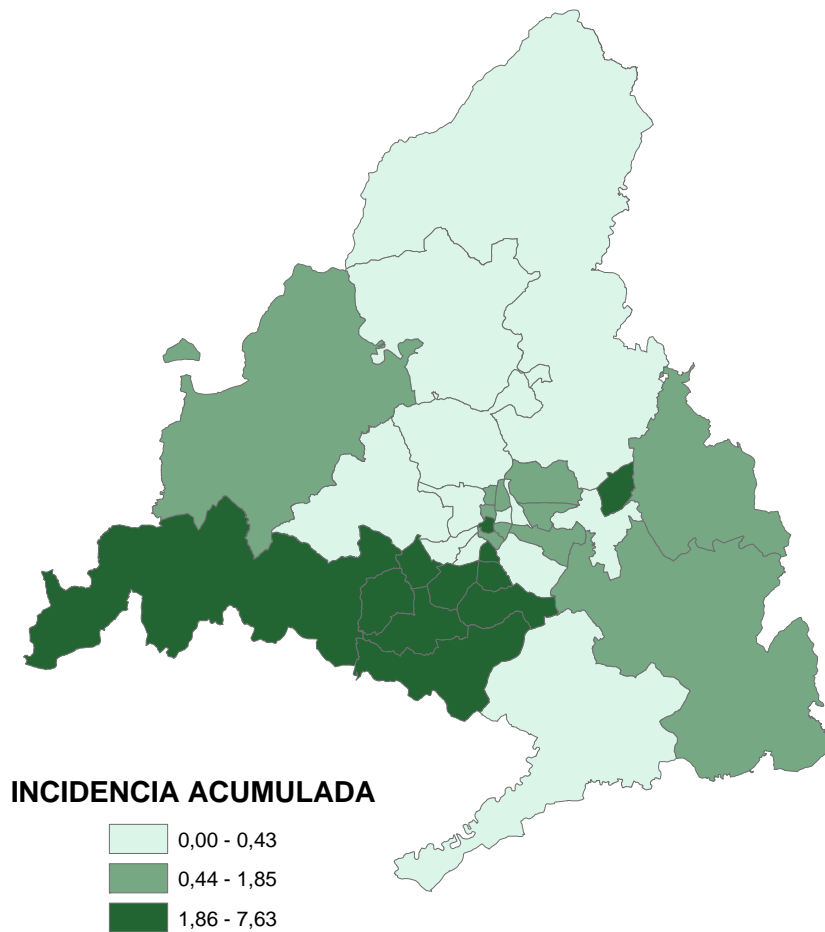 INCIDENCIA ACUMULADA
0,00 - 0,43
0,44 - 1,85
1,86 - 7,63